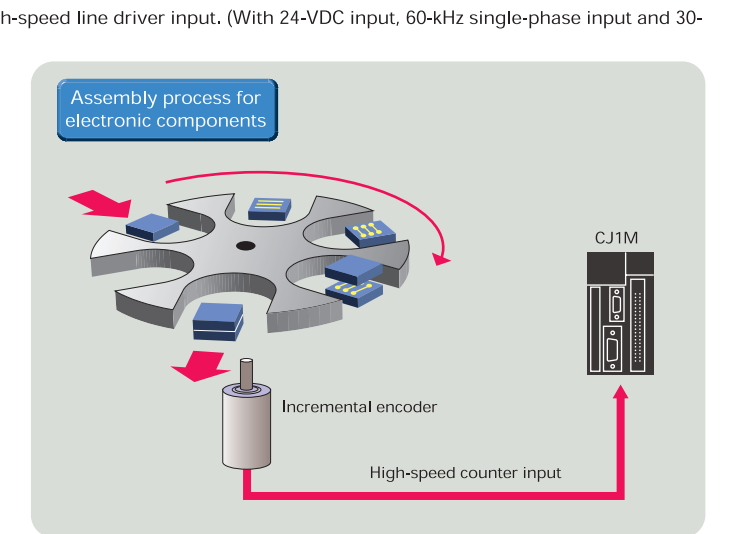 h-speed line driver input. (With 24-VDC input, 60-kHz single-phase input and 30-
Assembly process for
electronic components
CJ1M
Incremental encoder
High-speed counter input